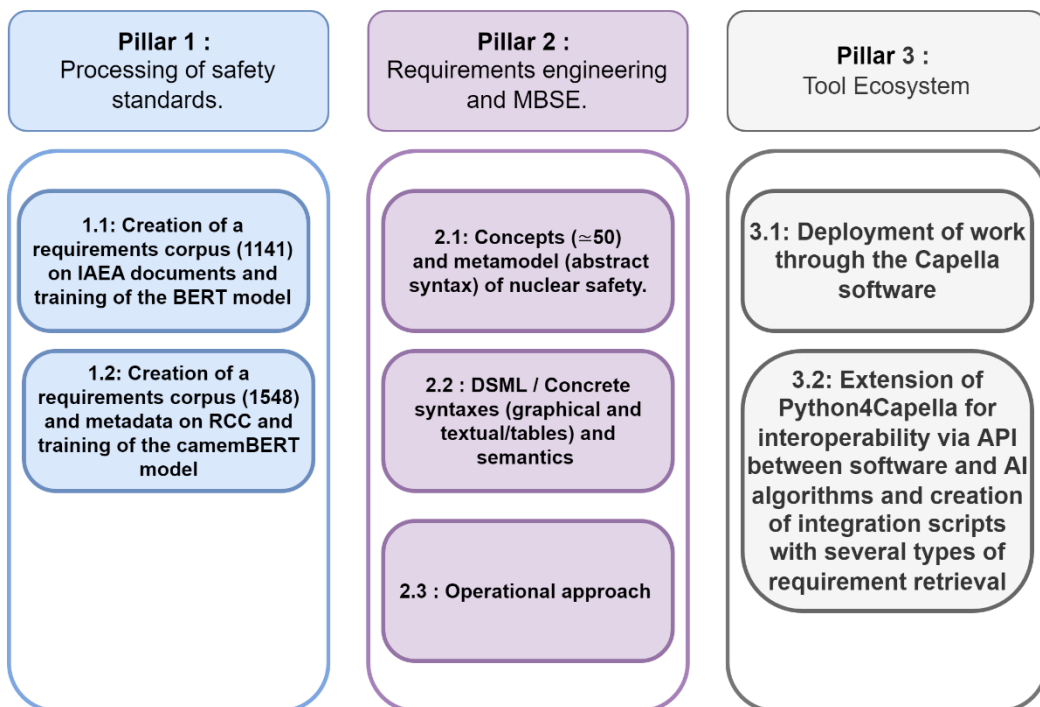 Pillar 1 :
Processing of safety
standards.
Pillar 2 :
Requirements engineering
and MBSE.
Pillar 3 :
Tool Ecosystem
1.1: Creation of a
requirements corpus (1141)
on IAEA documents and
training of the BERT model
1.2: Creation of a
requirements corpus (1548)
and metadata on RCC and
training of the camemBERT
model
2.1: Concepts (≃50)
and metamodel (abstract
syntax) of nuclear safety.
2.2 : DSML / Concrete
syntaxes (graphical and
textual/tables) and
semantics
2.3 : Operational approach
3.1: Deployment of work
through the Capella
software
3.2: Extension of
Python4Capella for
interoperability via API
between software and AI
algorithms and creation
of integration scripts
with several types of
requirement retrieval